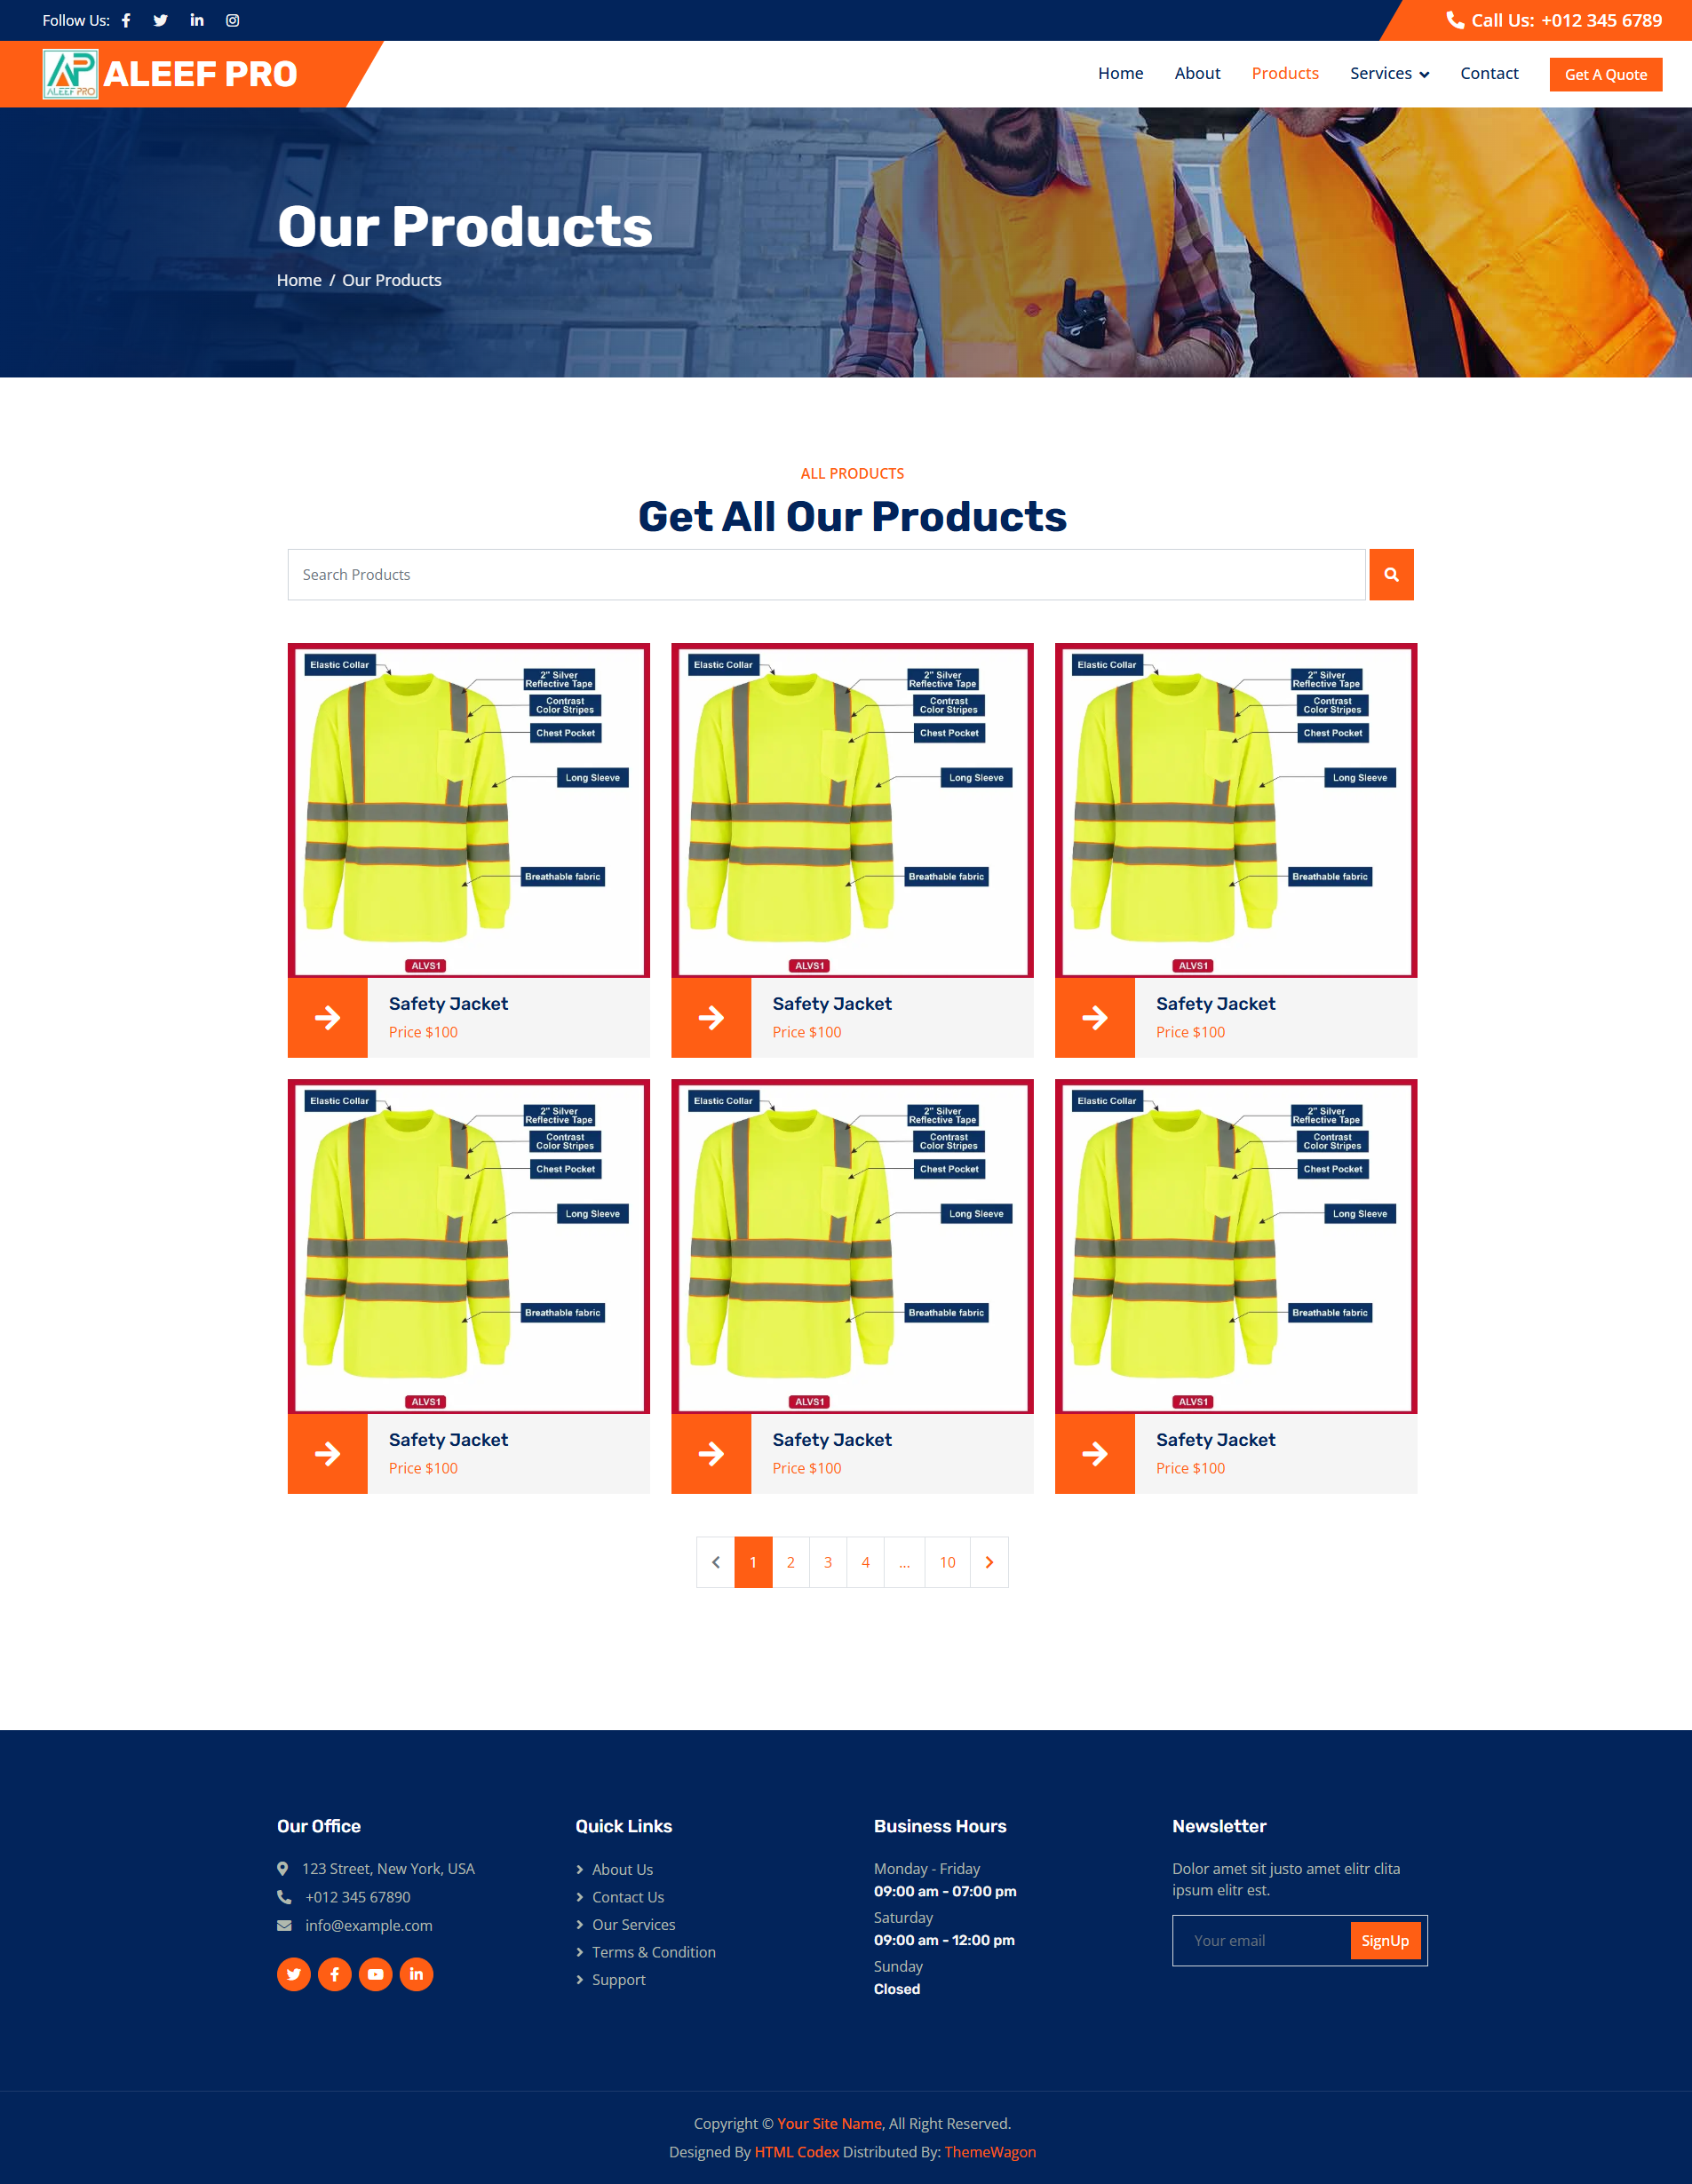 Follow Us:
Call Us: +012 345 6789
AP
ALEEF PRO
ALEEF PRO
Home
About
Products
Services
Contact
Get A Quote
Our Products
Home / Our Products
ALL PRODUCTS
Get All Our Products
Search Products
Elastic Collar
2" Silver
Reflective Tape
Contrast
Color Stripes
Chest Pocket
Long Sleeve
Breathable fabric
ALVS1
Safety Jacket
Price $100
Elastic Collar
2" Silver
Reflective Tape
Contrast
Color Stripes
Chest Pocket
Long Sleeve
Breathable fabric
ALVS1
Safety Jacket
Price $100
Elastic Collar
2" Silver
Reflective Tape
Contrast
Color Stripes
Chest Pocket
Long Sleeve
Breathable fabric
ALVS1
Safety Jacket
Price $100
Elastic Collar
2" Silver
Reflective Tape
Contrast
Color Stripes
Chest Pocket
Long Sleeve
Breathable fabric
ALVS1
Safety Jacket
Price $100
Elastic Collar
2" Silver
Reflective Tape
Contrast
Color Stripes
Chest Pocket
Long Sleeve
Breathable fabric
ALVS1
Safety Jacket
Price $100
Elastic Collar
2" Silver
Reflective Tape
Contrast
Color Stripes
Chest Pocket
Long Sleeve
Breathable fabric
ALVS1
Safety Jacket
Price $100
1 2 3 4 ... 10
Our Office
123 Street, New York, USA
+012 345 67890
info@example.com
Quick Links
About Us
Contact Us
Our Services
Terms & Condition
Support
Business Hours
Monday - Friday
09:00 am - 07:00 pm
Saturday
09:00 am - 12:00 pm
Sunday
Closed
Newsletter
Dolor amet sit justo amet elitr clita
ipsum elitr est.
Your email
SignUp
Copyright © Your Site Name, All Right Reserved.
Designed By HTML Codex Distributed By: ThemeWagon